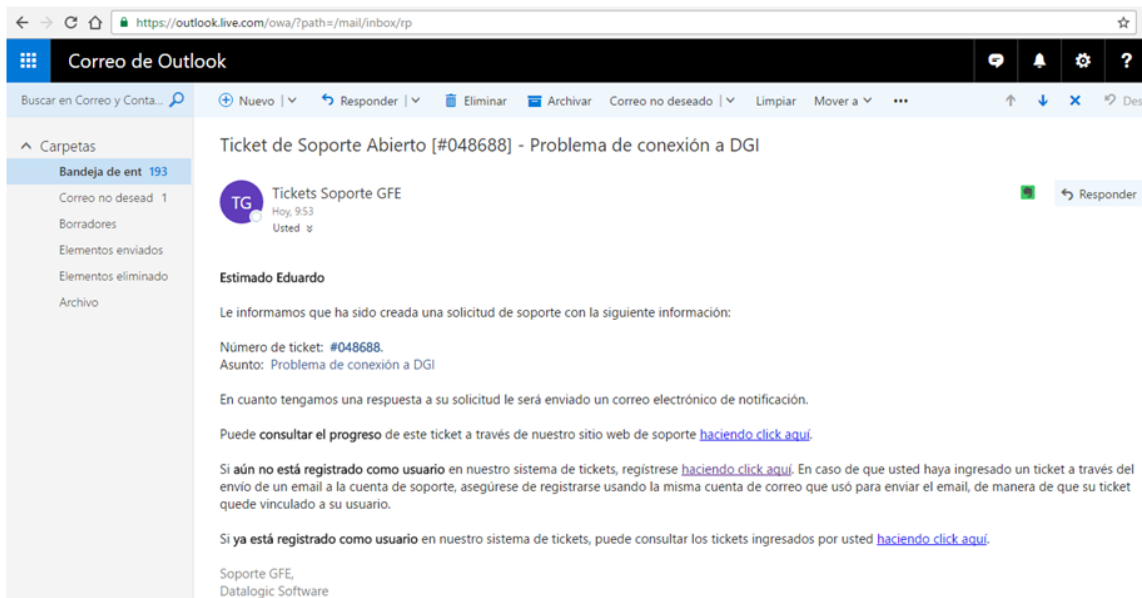 https://outlook.live.com/owa/?path=/mail/inbox/rp
Correo de Outlook
?
Buscar en Correo y Conta...
Nuevo
Responder
Eliminar
Archivar
Correo no deseado
Limpiar
Mover a
Des
Carpetas
Bandeja de ent 193
Correo no desead 1
Borradores
Elementos enviados
Elementos eliminado
Archivo
Ticket de Soporte Abierto [#048688] - Problema de conexión a DGI
TG
Tickets Soporte GFE
Hoy, 9:53
Usted
Responder
Estimado Eduardo
Le informamos que ha sido creada una solicitud de soporte con la siguiente información:
Número de ticket: #048688.
Asunto: Problema de conexión a DGI
En cuanto tengamos una respuesta a su solicitud le será enviado un correo electrónico de notificación.
Puede consultar el progreso de este ticket a través de nuestro sitio web de soporte haciendo click aquí.
Si aún no está registrado como usuario en nuestro sistema de tickets, regístrese haciendo click aquí. En caso de que usted haya ingresado un ticket a través del
envío de un email a la cuenta de soporte, asegúrese de registrarse usando la misma cuenta de correo que usó para enviar el email, de manera de que su ticket
quede vinculado a su usuario.
Si ya está registrado como usuario en nuestro sistema de tickets, puede consultar los tickets ingresados por usted haciendo click aquí.
Soporte GFE,
Datalogic Software